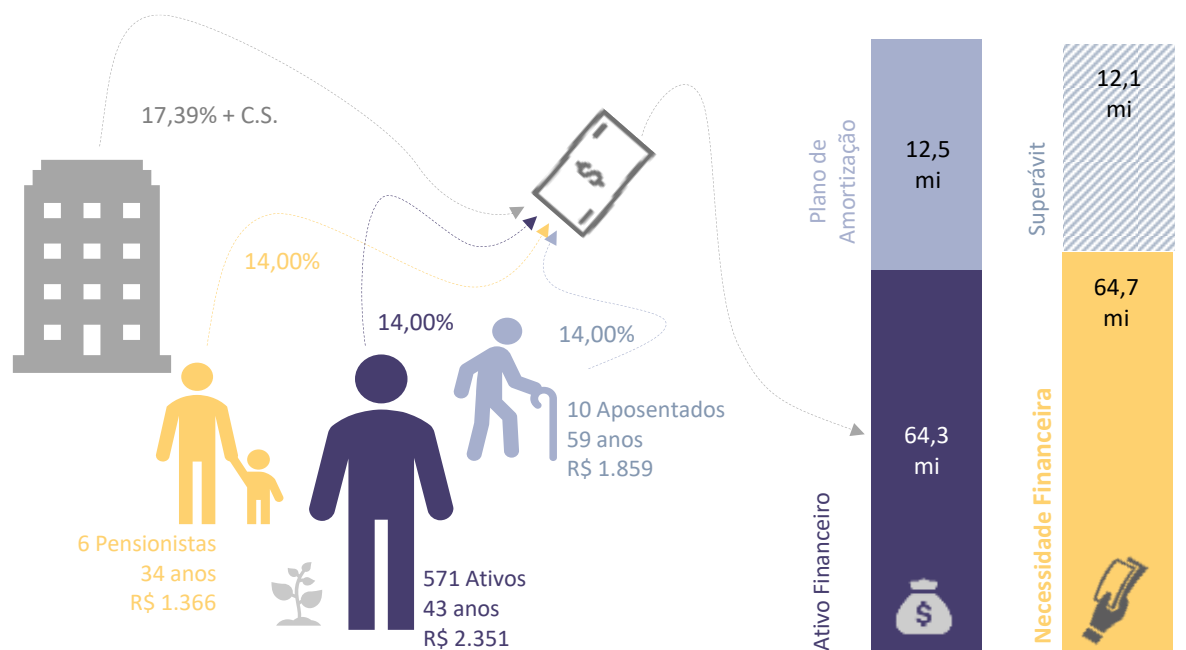 17,39% + C.S.
14,00%
14,00%
14,00%
6 Pensionistas
34 anos
R$ 1.366
571 Ativos
43 anos
R$ 2.351
10 Aposentados
59 anos
R$ 1.859
$
Plano de
Amortização
12,5
mi
Ativo Financeiro
64,3
mi
$
Superávit
12,1
mi
Necessidade Financeira
64,7
mi